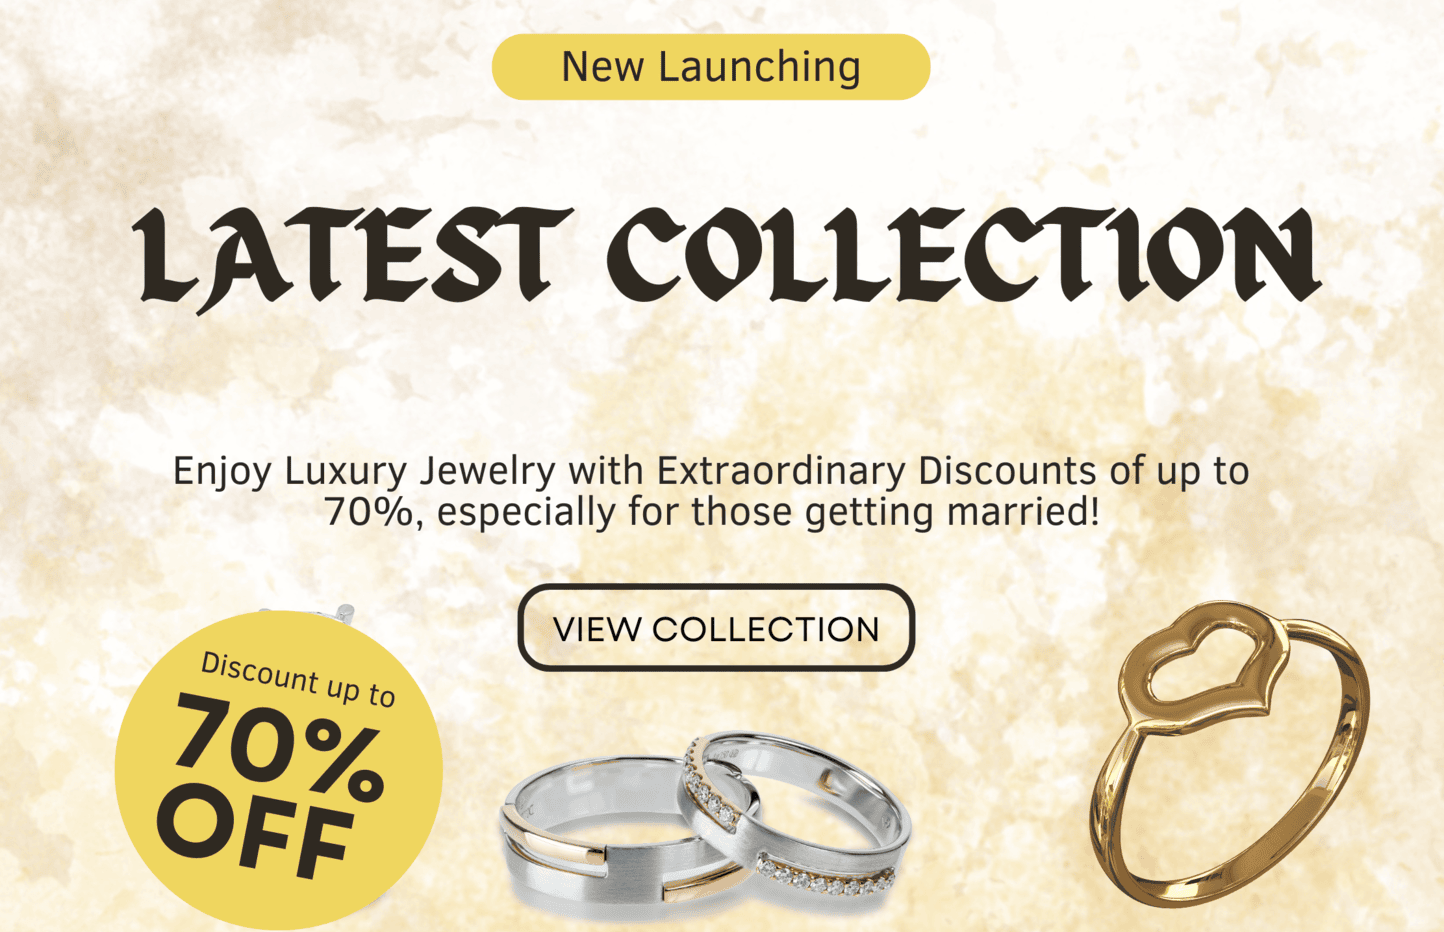 New Launching
LATEST COLLECTION
Enjoy Luxury Jewelry with Extraordinary Discounts of up to
70%, especially for those getting married!
VIEW COLLECTION
Discount up to
70%
OFF